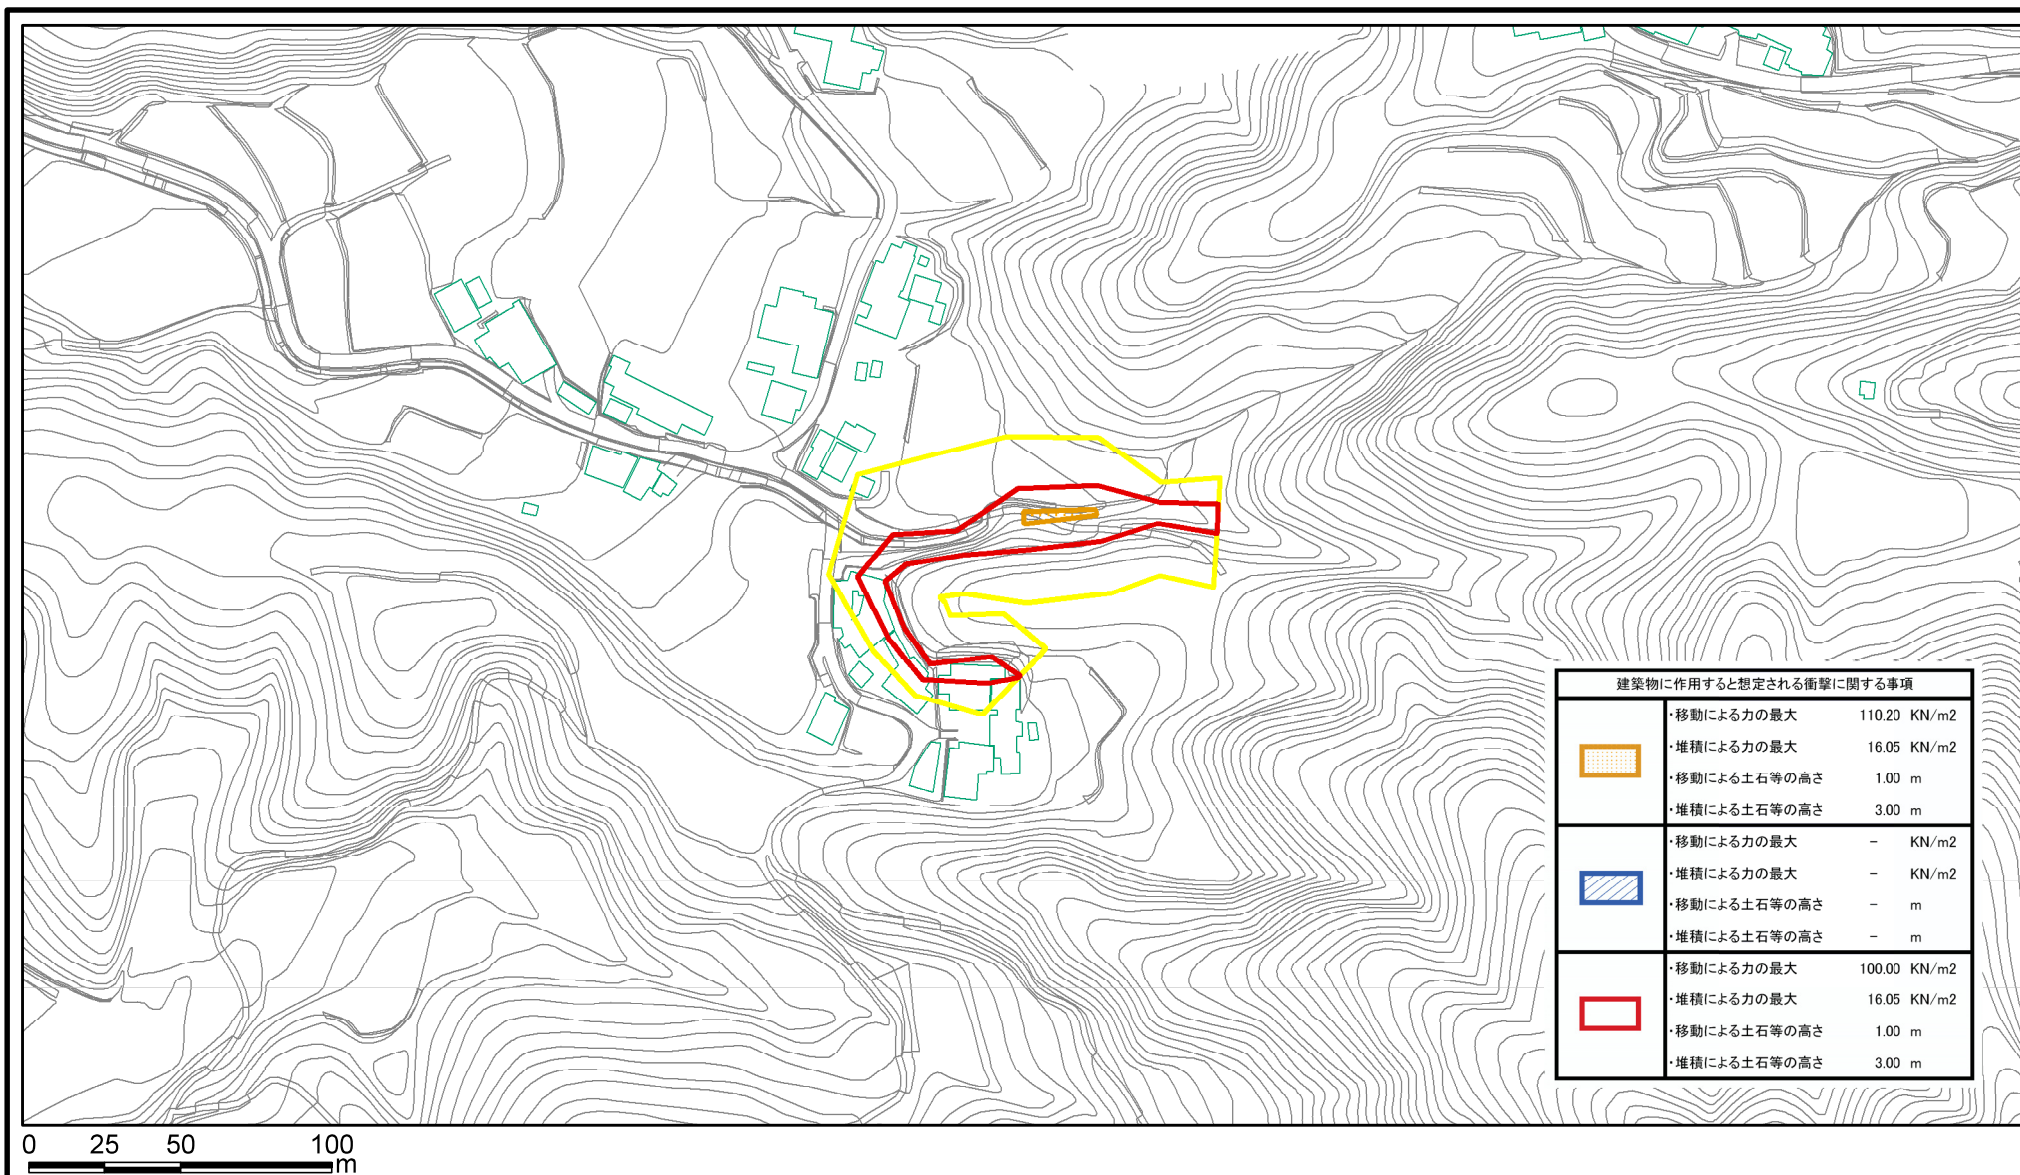 建築物に作用すると想定される衝撃に関する事項
・移動による力の最大 110.20 KN/m2
・堆積による力の最大 16.05 KN/m2
・移動による土石等の高さ 1.00 m
・堆積による土石等の高さ 3.00 m
・移動による力の最大 − KN/m2
・堆積による力の最大 − KN/m2
・移動による土石等の高さ − m
・堆積による土石等の高さ − m
・移動による力の最大 100.00 KN/m2
・堆積による力の最大 16.05 KN/m2
・移動による土石等の高さ 1.00 m
・堆積による土石等の高さ 3.00 m
0 25 50 100
m